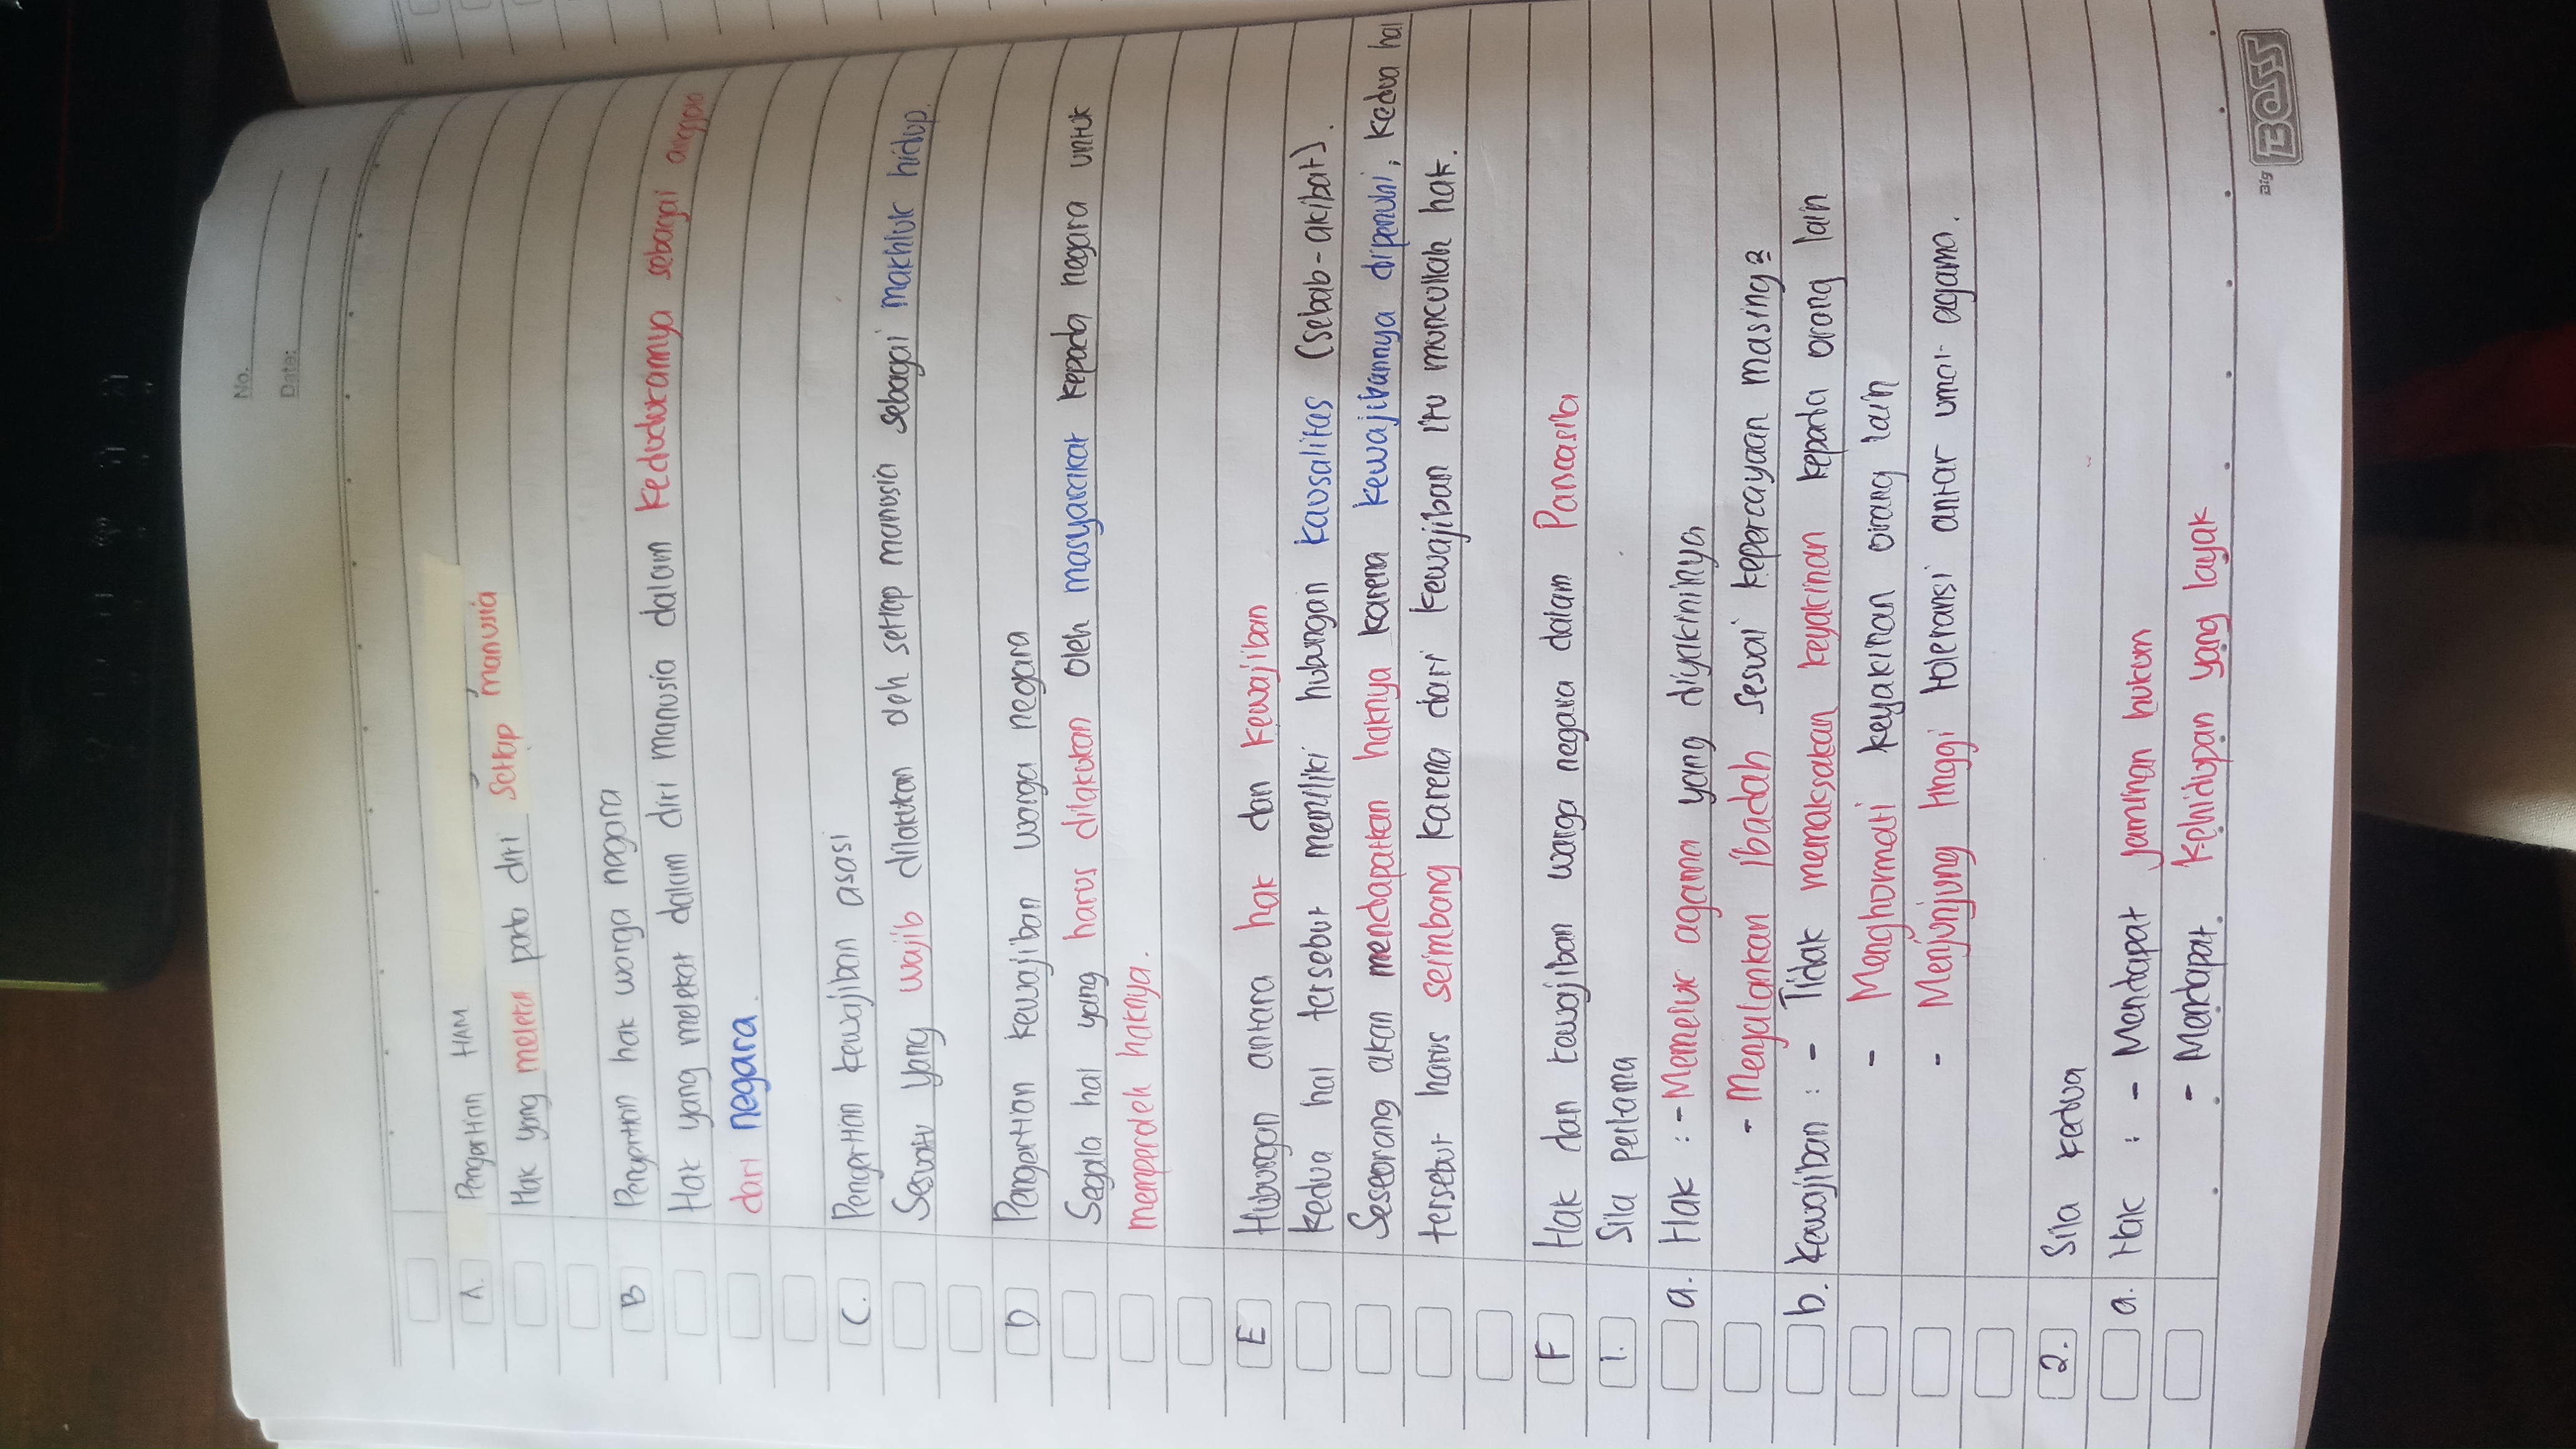 No.
Date:
A. Pengertian HAM
Hak yang melekat pada diri setiap manusia
B Pengertian hak warga negara
Hak yang melekat dalam diri manusia dalam kedudukannya sebagai anggota
dari negara.
C. Pengertian kewajiban asasi
Sesuatu yang wajib dilakukan oleh setiap manusia sebagai makhluk hidup.
D Pengertian kewajiban warga negara
Segala hal yang harus dilakukan oleh masyarakat kepada negara untuk
memperoleh haknya.
E Hubungan antara hak dan kewajiban
kedua hal tersebut memiliki hubungan kausalitas (sebab-akibat).
Seseorang akan mendapatkan haknya karena kewajibannya dipenuhi, kedua hal
tersebut harus seimbang karena dari kewajiban itu muncullah hak.
F Hak dan kewajiban warga negara dalam Pancasila
1. Sila pertama
a. Hak : - Memeluk agama yang diyakininya
- Menjalankan ibadah sesuai kepercayaan masing2
b. Kewajiban : - Tidak memaksakan keyakinan kepada orang lain
- Menghormati keyakinan orang lain
- Menjunjung tinggi toleransi antar umat agama.
2. Sila kedua
a. Hak : - Mendapat jaminan hukum
- Mendapat kehidupan yang layak
Big BOSS